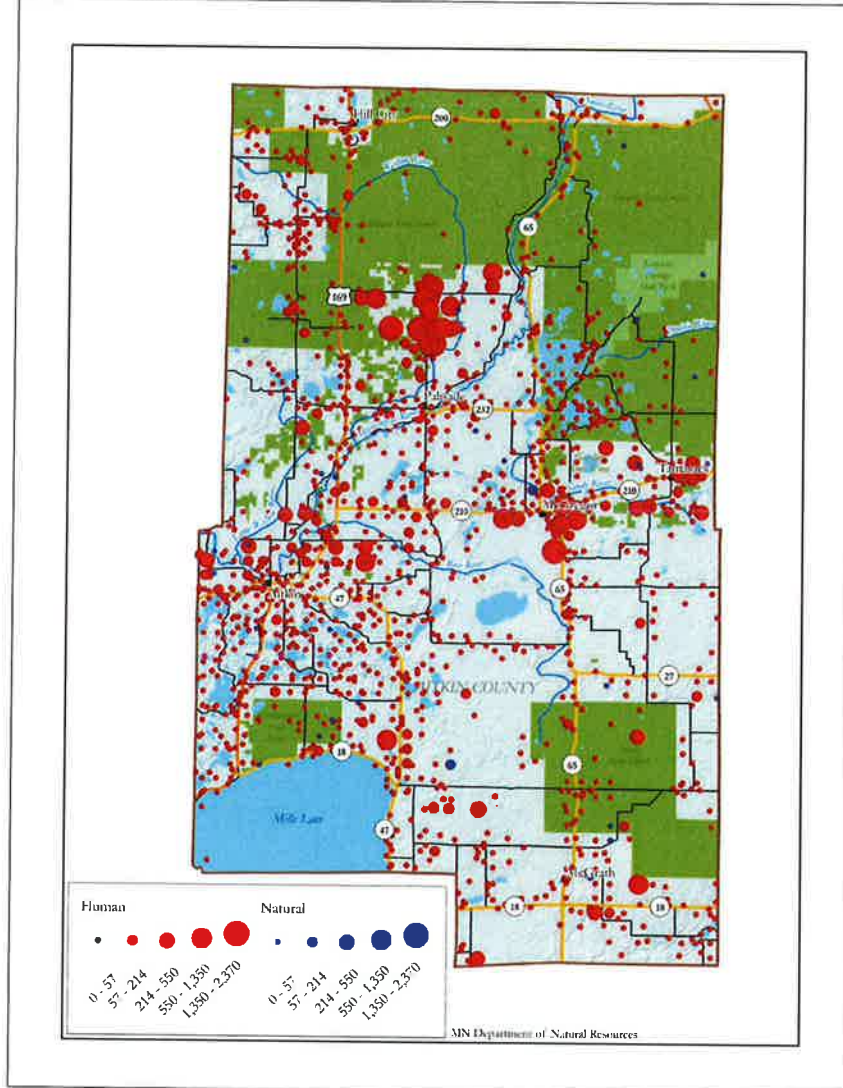 Hill City
200
65
169
Palisade
232
210
210
McGregor
Aitkin
47
65
AITKIN COUNTY
27
18
65
Mille Lacs
47
McGrath
18
18
Human
Natural
0 - 57
57 - 214
214 - 550
550 - 1,350
1,350 - 2,370
0 - 57
57 - 214
214 - 550
550 - 1,350
1,350 - 2,370
MN Department of Natural Resources